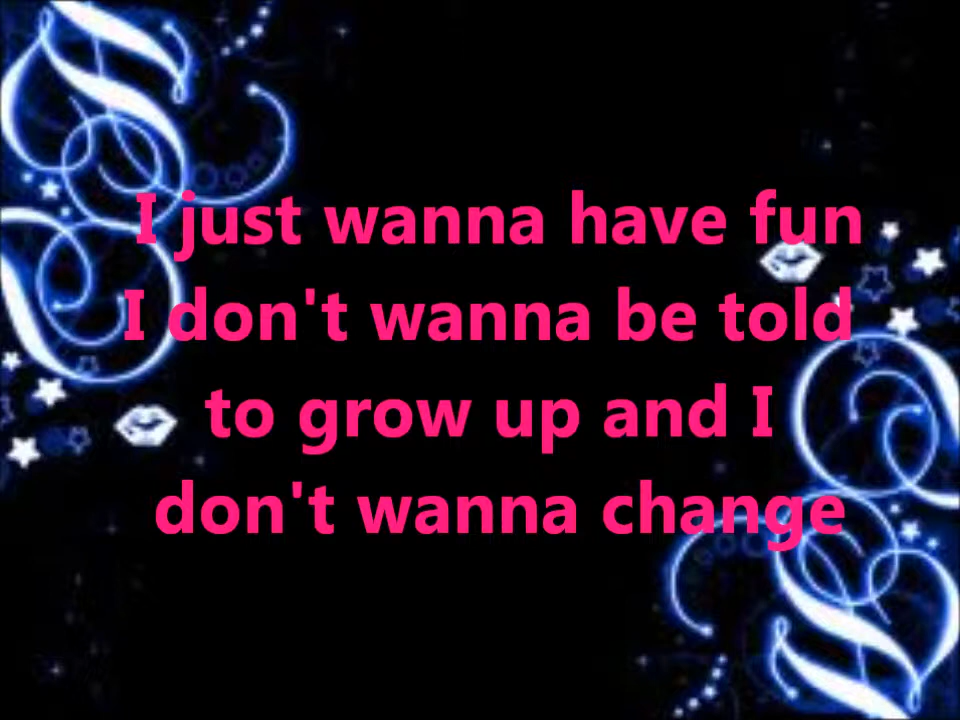 I just wanna have fun
I don't wanna be told
to grow up and I
don't wanna change